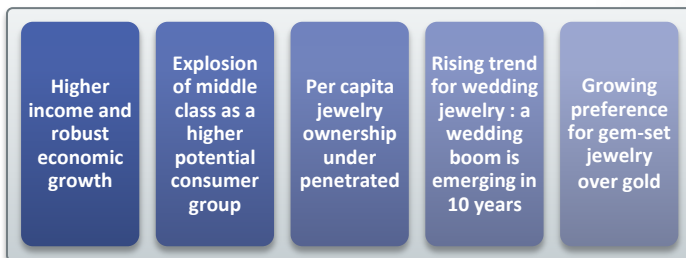 Higher
income and
robust
economic
growth
Explosion
of middle
class as a
higher
potential
consumer
group
Per capita
jewelry
ownership
under
penetrated
Rising trend
for wedding
jewelry : a
wedding
boom is
emerging in
10 years
Growing
preference
for gem-set
jewelry
over gold